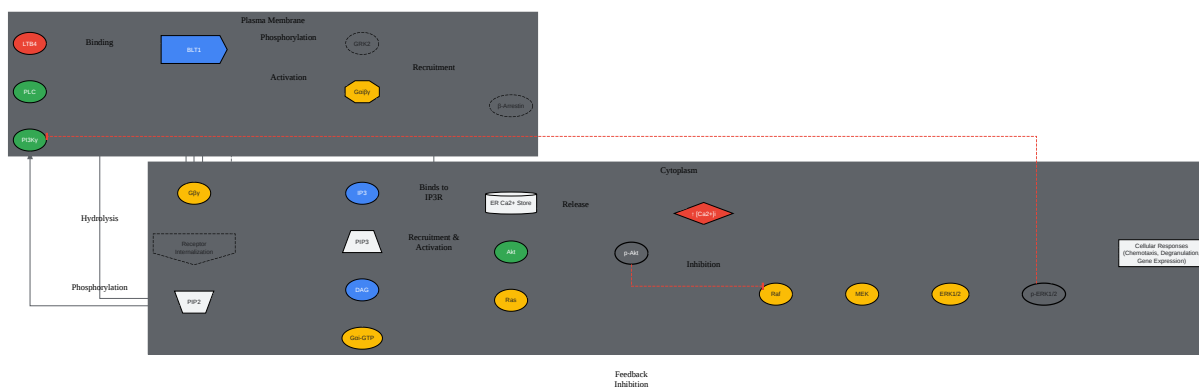 Plasma Membrane
LTB4
Binding
BLT1
Phosphorylation
GRK2
Activation
Recruitment
PLC
Gαiβγ
β-Arrestin
PI3Kγ
Cytoplasm
Gβγ
IP3
Binds to
IP3R
ER Ca2+ Store
Release
↑ [Ca2+]i
Hydrolysis
Receptor
Internalization
PIP3
Recruitment &
Activation
Akt
p-Akt
Inhibition
Cellular Responses
(Chemotaxis, Degranulation,
Gene Expression)
Phosphorylation
PIP2
DAG
Ras
Raf
MEK
ERK1/2
p-ERK1/2
Gαi-GTP
Feedback
Inhibition